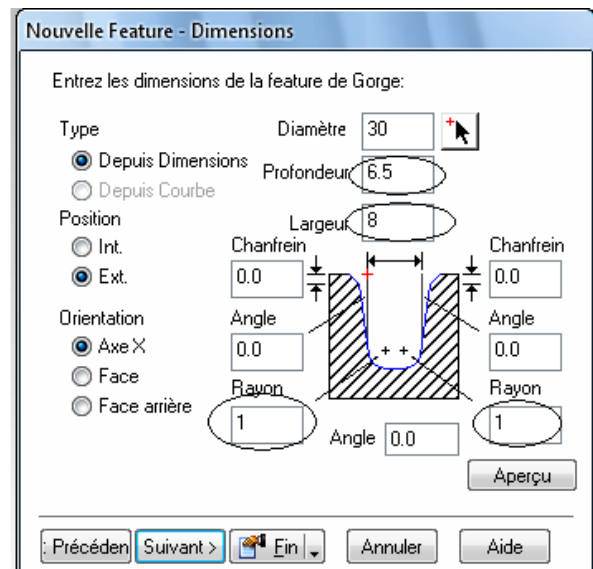 Nouvelle Feature - Dimensions
Entrez les dimensions de la feature de Gorge:
Type
Diamètre 30
Depuis Dimensions
Profondeur 6.5
Depuis Courbe
Position
Largeur 8
Int.
Chanfrein
Chanfrein
Ext.
0.0
0.0
Orientation
Angle
Angle
Axe X
0.0
0.0
Face
Rayon
Rayon
Face arrière
1
1
Angle 0.0
Aperçu
: Précéden
Suivant >
Fin
Annuler
Aide